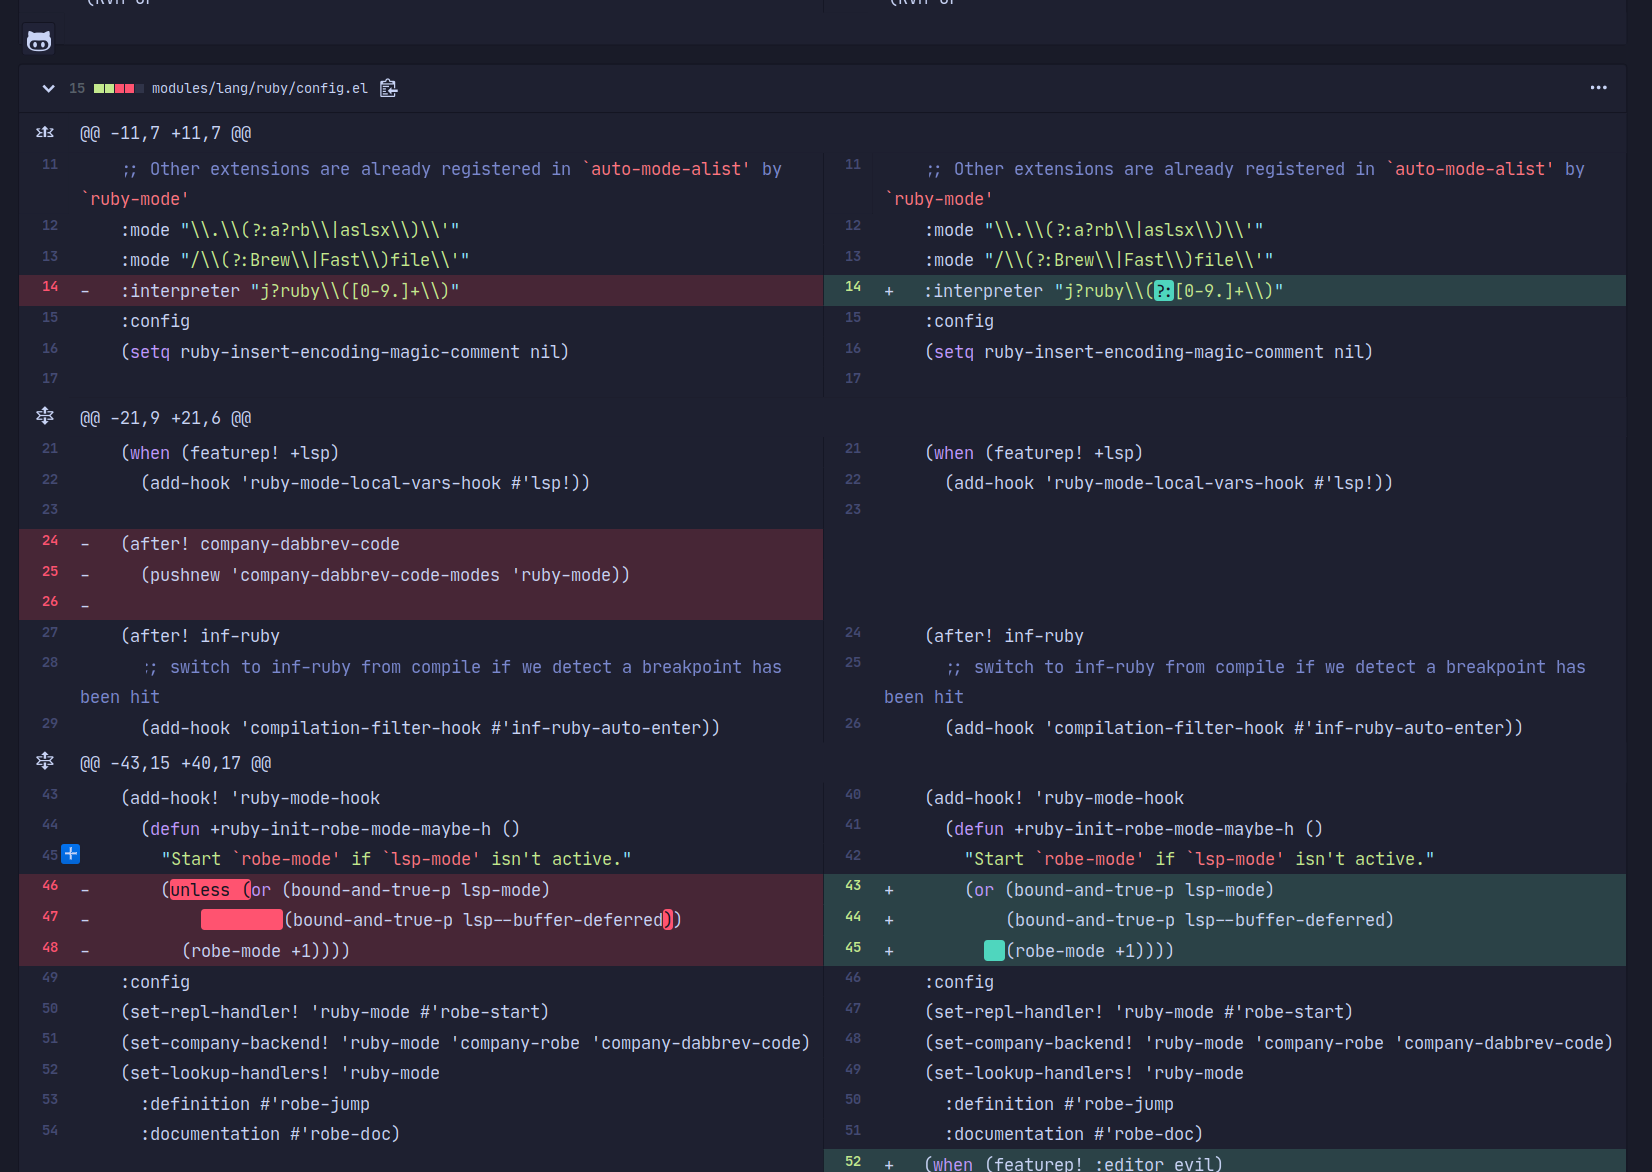 15 modules/lang/ruby/config.el
@@ -11,7 +11,7 @@
11 ;; Other extensions are already registered in `auto-mode-alist' by
`ruby-mode'
12 :mode "\\.\\(?:a?rb\\|aslsx\\)\\'"
13 :mode "/\\(?:Brew\\|Fast\\)file\\'"
14 - :interpreter "j?ruby\\([0-9.]+\\)"
15 :config
16 (setq ruby-insert-encoding-magic-comment nil)
17
11 ;; Other extensions are already registered in `auto-mode-alist' by
`ruby-mode'
12 :mode "\\.\\(?:a?rb\\|aslsx\\)\\'"
13 :mode "/\\(?:Brew\\|Fast\\)file\\'"
14 + :interpreter "j?ruby\\(?:[0-9.]+\\)"
15 :config
16 (setq ruby-insert-encoding-magic-comment nil)
17
@@ -21,9 +21,6 @@
21 (when (featurep! +lsp)
22 (add-hook 'ruby-mode-local-vars-hook #'lsp!))
23
24 - (after! company-dabbrev-code
25 - (pushnew 'company-dabbrev-code-modes 'ruby-mode))
26 -
27 (after! inf-ruby
28 ;; switch to inf-ruby from compile if we detect a breakpoint has
been hit
29 (add-hook 'compilation-filter-hook #'inf-ruby-auto-enter))
21 (when (featurep! +lsp)
22 (add-hook 'ruby-mode-local-vars-hook #'lsp!))
23
24 (after! inf-ruby
25 ;; switch to inf-ruby from compile if we detect a breakpoint has
been hit
26 (add-hook 'compilation-filter-hook #'inf-ruby-auto-enter))
@@ -43,15 +40,17 @@
43 (add-hook! 'ruby-mode-hook
44 (defun +ruby-init-robe-mode-maybe-h ()
45 "Start `robe-mode' if `lsp-mode' isn't active."
46 - (unless (or (bound-and-true-p lsp-mode)
47 - (bound-and-true-p lsp--buffer-deferred))
48 - (robe-mode +1))))
49 :config
50 (set-repl-handler! 'ruby-mode #'robe-start)
51 (set-company-backend! 'ruby-mode 'company-robe 'company-dabbrev-code)
52 (set-lookup-handlers! 'ruby-mode
53 :definition #'robe-jump
54 :documentation #'robe-doc)
40 (add-hook! 'ruby-mode-hook
41 (defun +ruby-init-robe-mode-maybe-h ()
42 "Start `robe-mode' if `lsp-mode' isn't active."
43 + (or (bound-and-true-p lsp-mode)
44 + (bound-and-true-p lsp--buffer-deferred)
45 + (robe-mode +1))))
46 :config
47 (set-repl-handler! 'ruby-mode #'robe-start)
48 (set-company-backend! 'ruby-mode 'company-robe 'company-dabbrev-code)
49 (set-lookup-handlers! 'ruby-mode
50 :definition #'robe-jump
51 :documentation #'robe-doc)
52 + (when (featurep! :editor evil)